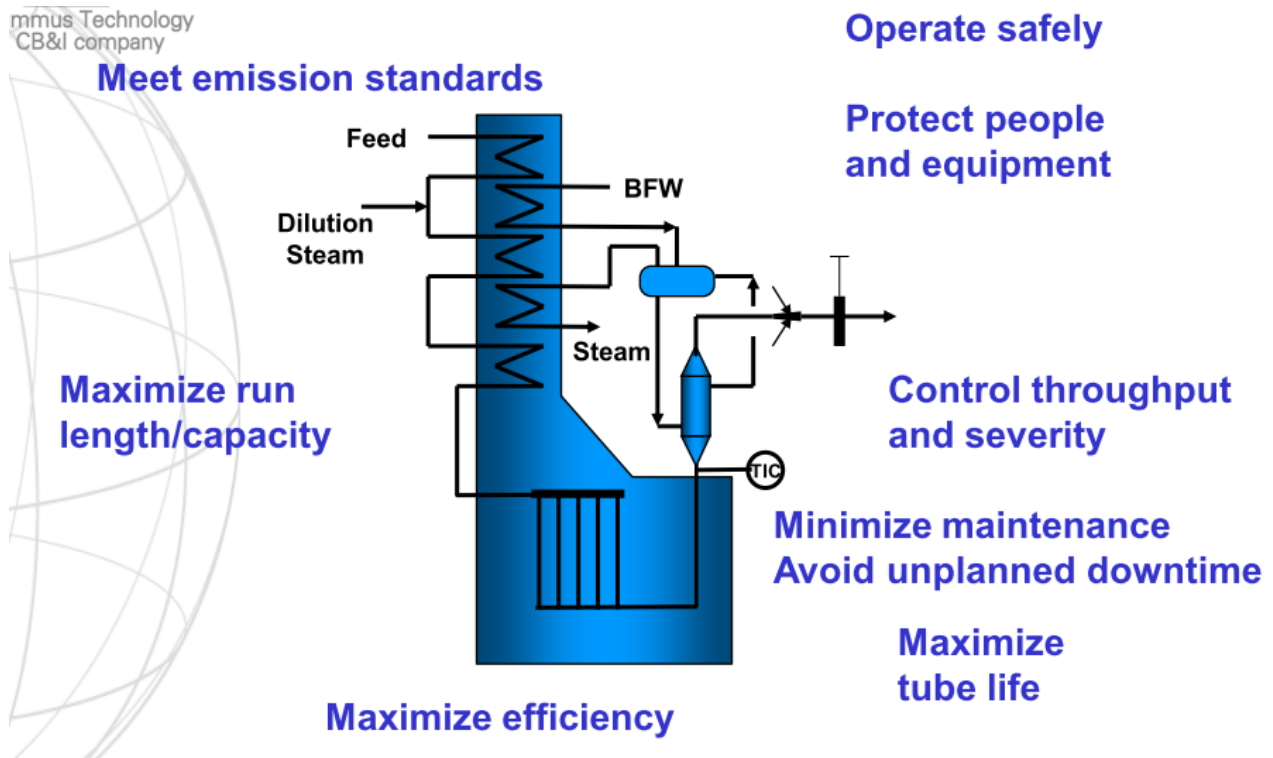 mmus Technology
CB&I company
Operate safely
Meet emission standards
Protect people
and equipment
Feed
BFW
Dilution
Steam
Steam
Maximize run
length/capacity
Control throughput
and severity
TIC
Minimize maintenance
Avoid unplanned downtime
Maximize
tube life
Maximize efficiency